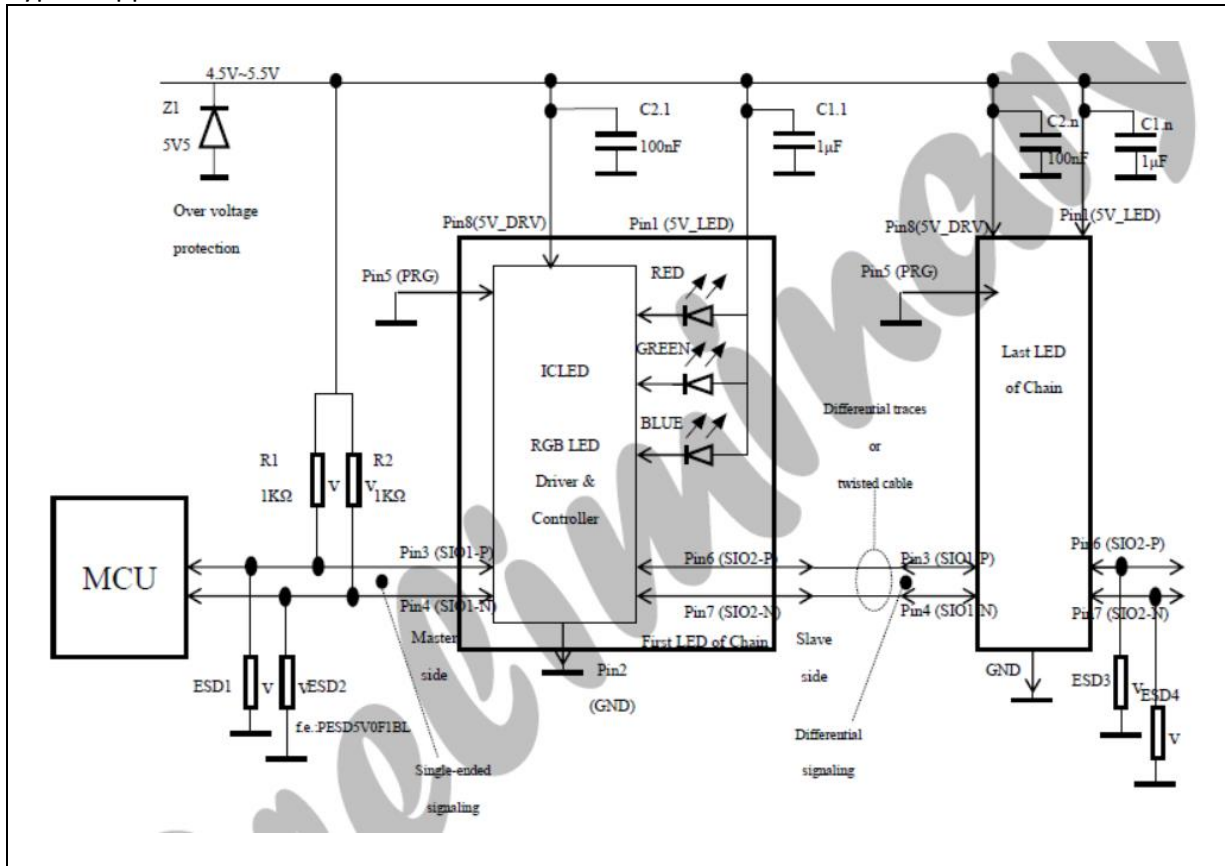 4.5V~5.5V
Z1
5V5
Over voltage
protection
C2.1
100nF
C1.1
1μF
C2.n
100nF
C1.n
1μF
Pin8(5V_DRV)
Pin1 (5V_LED)
Pin8(5V_DRV)
Pin1(5V_LED)
Pin5 (PRG)
RED
GREEN
BLUE
ICLED
RGB LED
Driver &
Controller
Pin5 (PRG)
Last LED
of Chain
Differential traces
or
twisted cable
R1
1KΩ
V
R2
V
1KΩ
MCU
Pin3 (SIO1-P)
Pin4 (SIO1-N)
Pin6 (SIO2-P)
Pin7 (SIO2-N)
Pin3 (SIO1-P)
Pin4 (SIO1-N)
Pin6 (SIO2-P)
Pin7 (SIO2-N)
Master
side
First LED of Chain
Slave
side
Pin2
(GND)
GND
ESD1
V
V
ESD2
f.e.:PESD5V0F1BL
ESD3
V
ESD4
V
Single-ended
signaling
Differential
signaling